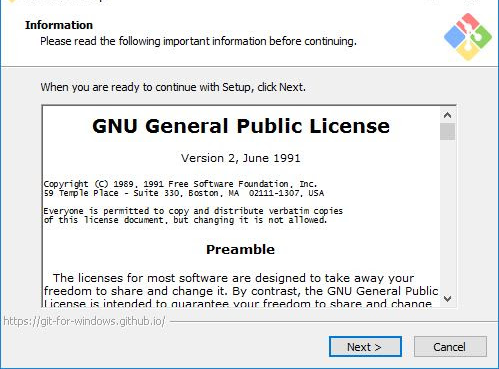 Information
Please read the following important information before continuing.
When you are ready to continue with Setup, click Next.
GNU General Public License
Version 2, June 1991
Copyright (C) 1989, 1991 Free Software Foundation, Inc.
59 Temple Place - Suite 330, Boston, MA  02111-1307, USA
Everyone is permitted to copy and distribute verbatim copies
of this license document, but changing it is not allowed.
Preamble
The licenses for most software are designed to take away your
freedom to share and change it. By contrast, the GNU General Public
License is intended to guarantee your freedom to share and change
https://git-for-windows.github.io/
Next >
Cancel